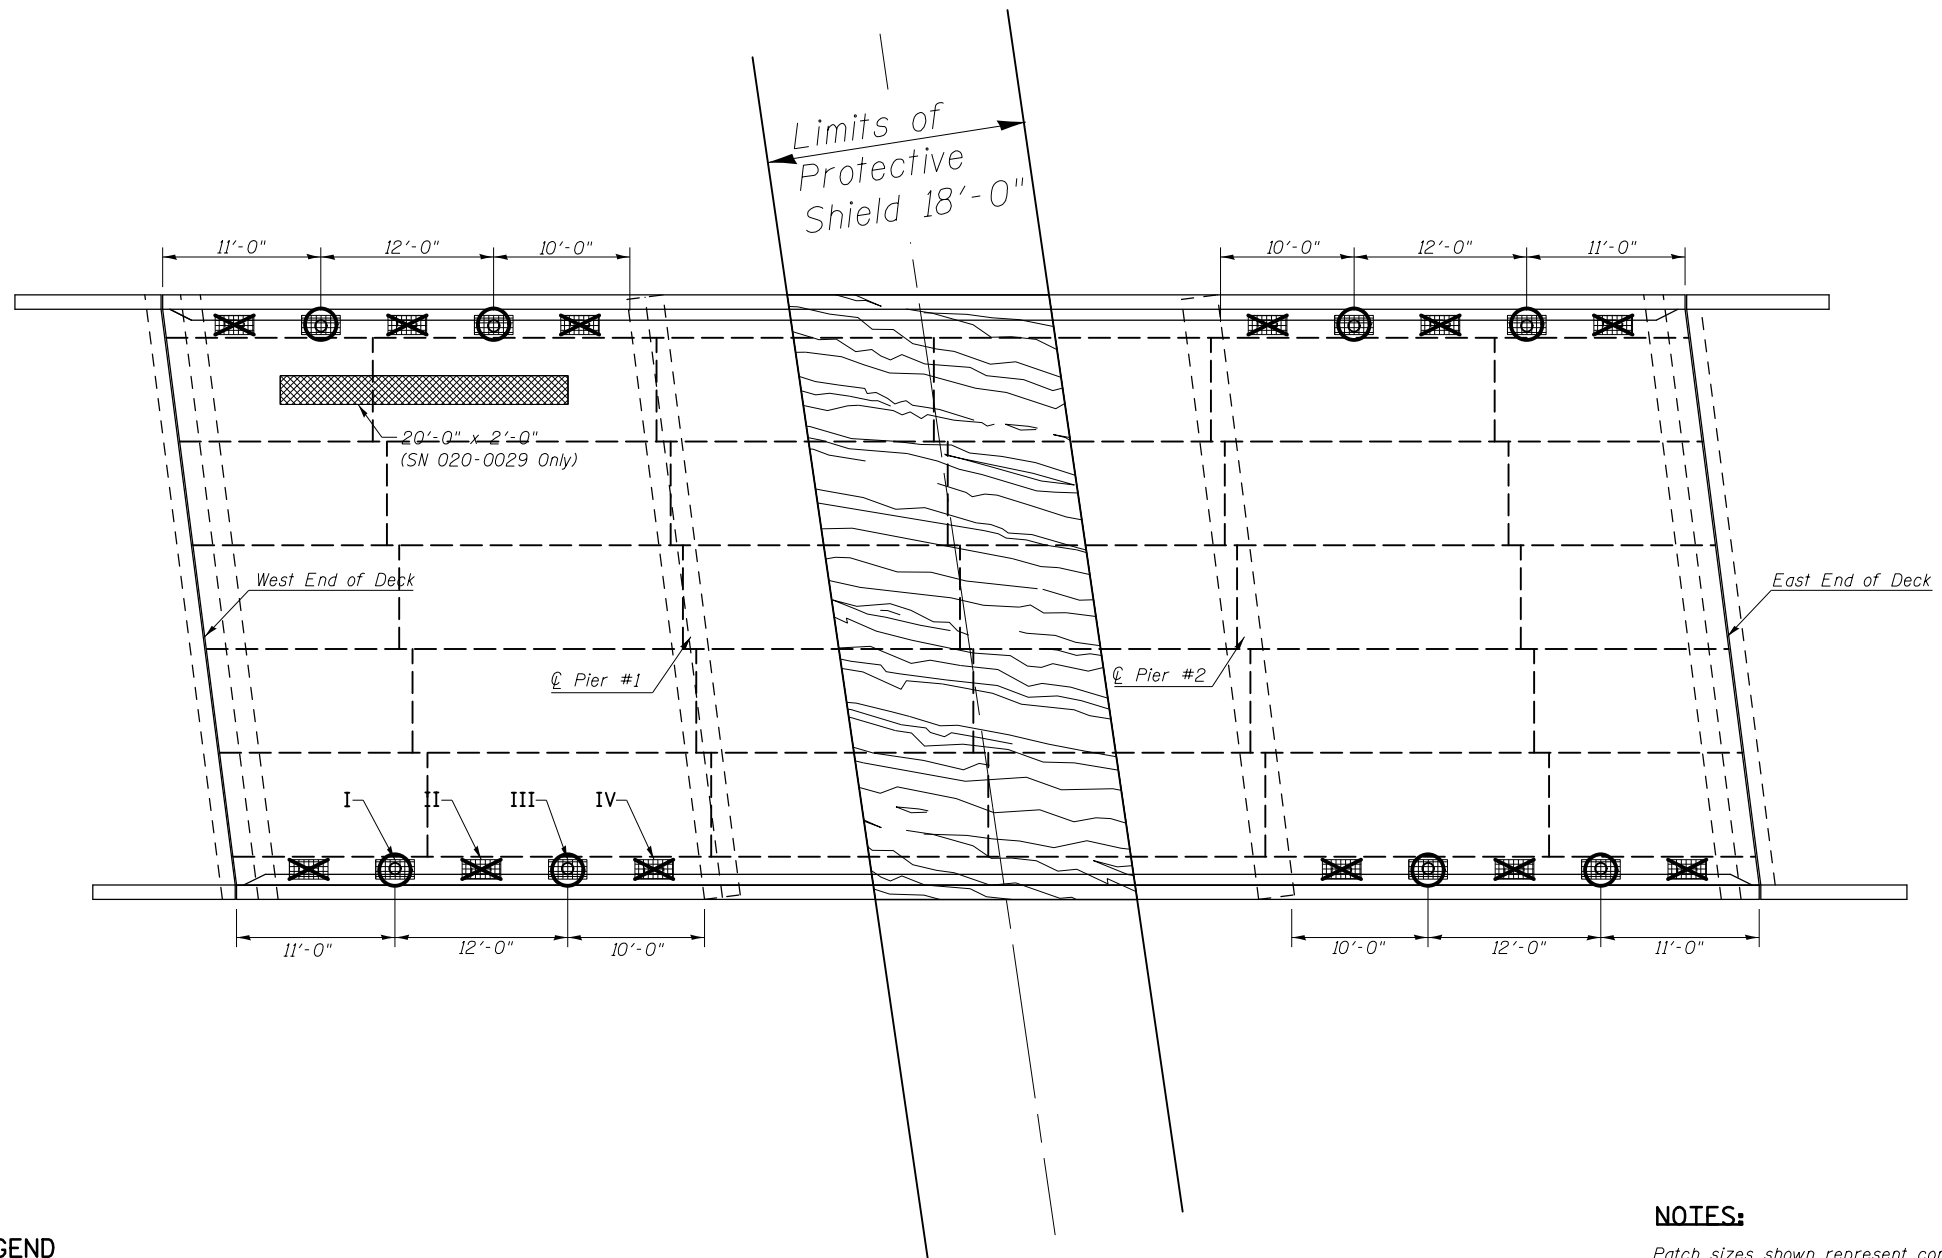 Limits of
Protective
Shield 18'-0"
11'-0" 12'-0" 10'-0" 10'-0" 12'-0" 11'-0"
20'-0" x 2'-0"
(SN 020-0029 Only)
West End of Deck
East End of Deck
℄ Pier #1
℄ Pier #2
I II III IV
11'-0" 12'-0" 10'-0" 10'-0" 12'-0" 11'-0"
NOTES:
GEND
Patch sizes shown represent